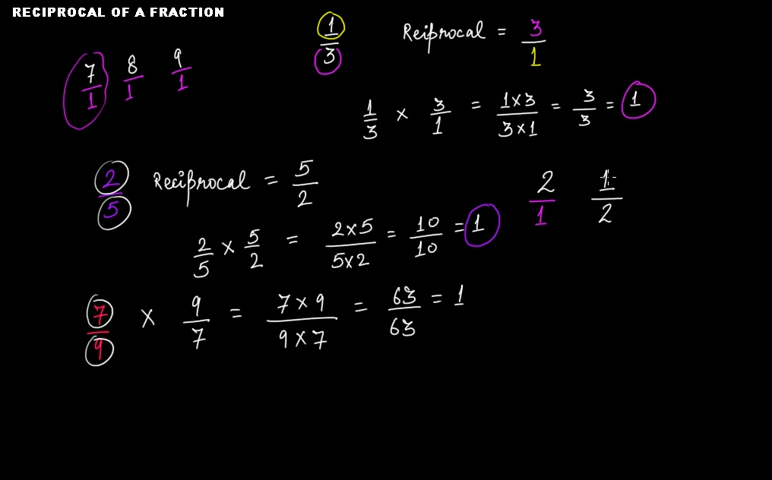 RECIPROCAL OF A FRACTION
1/3 Reciprocal = 3/1
7/1 8/1 9/1
1/3 × 3/1 = 1×3/3×1 = 3/3 = 1
2/5 Reciprocal = 5/2
2/1 1/2
2/5 × 5/2 = 2×5/5×2 = 10/10 = 1
7/9 × 9/7 = 7×9/9×7 = 63/63 = 1